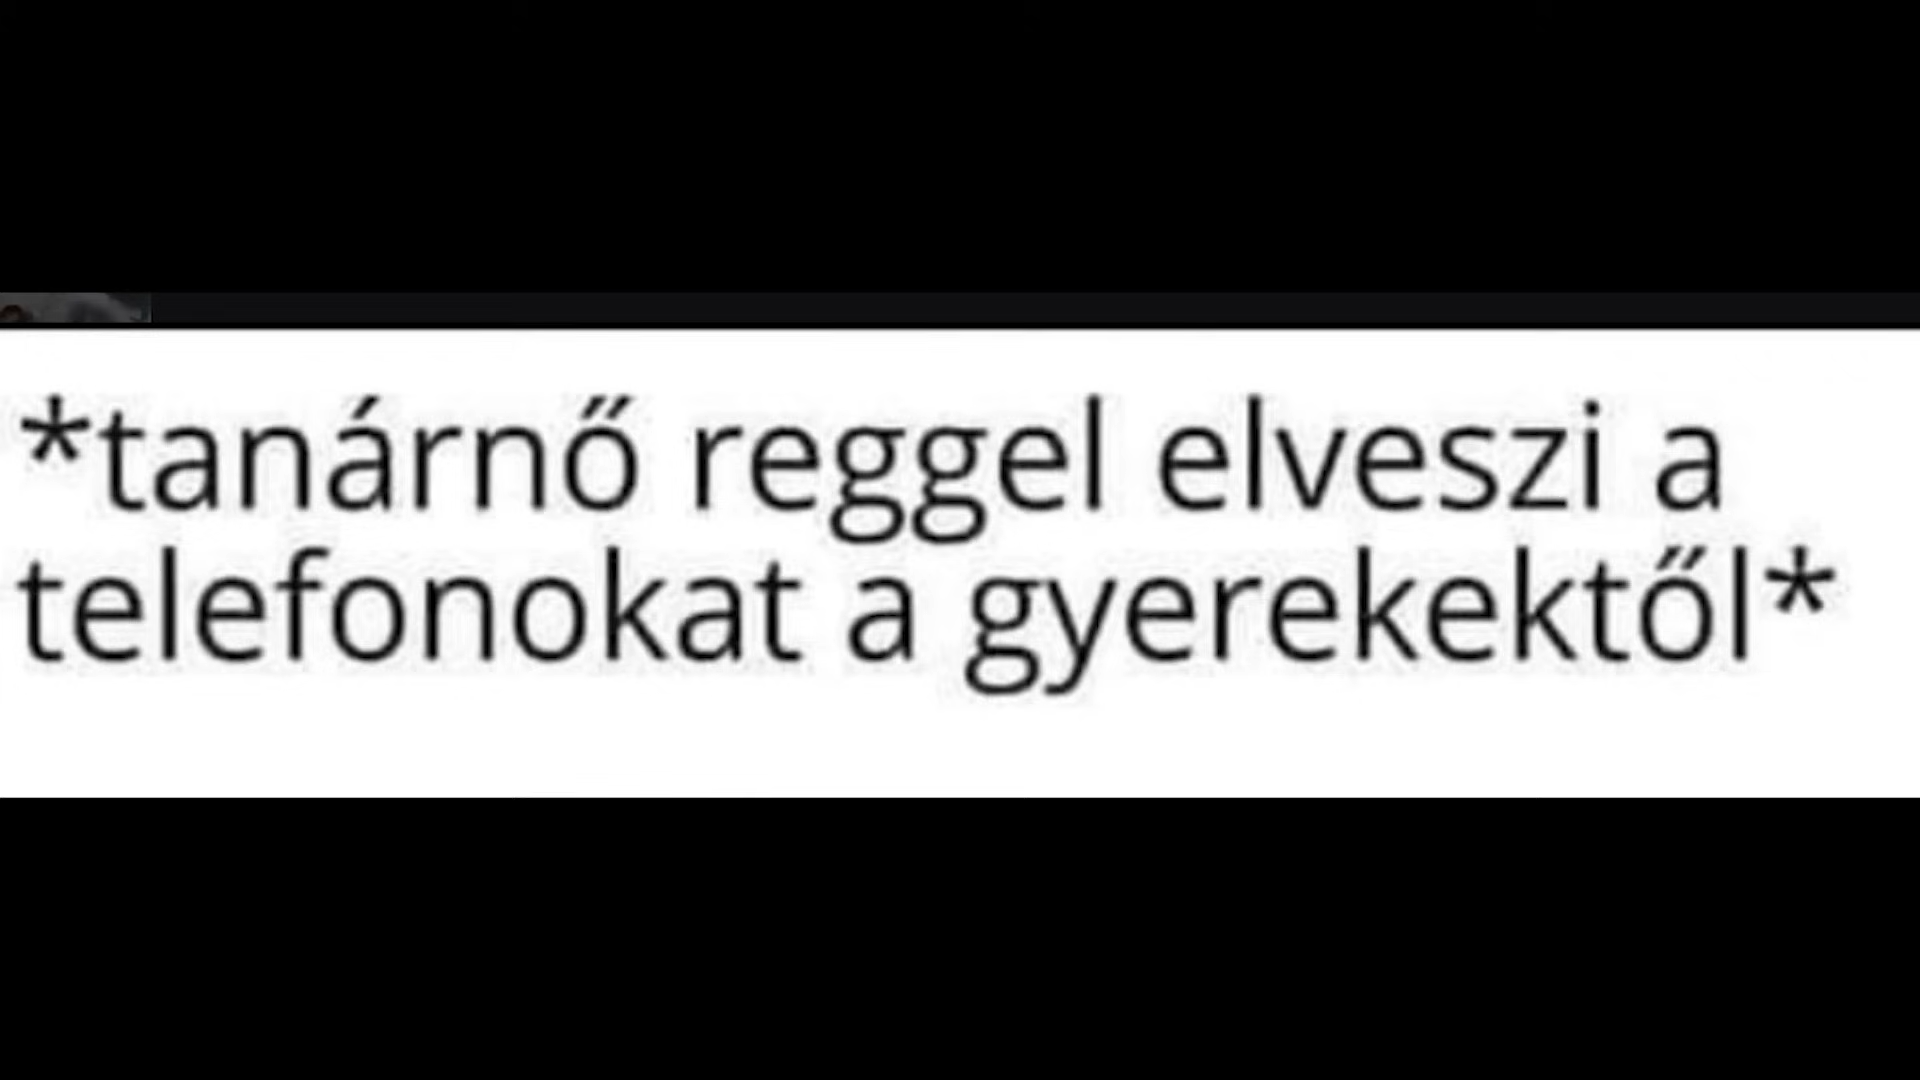 *tanárnő reggel elveszi a
telefonokat a gyerekektől*